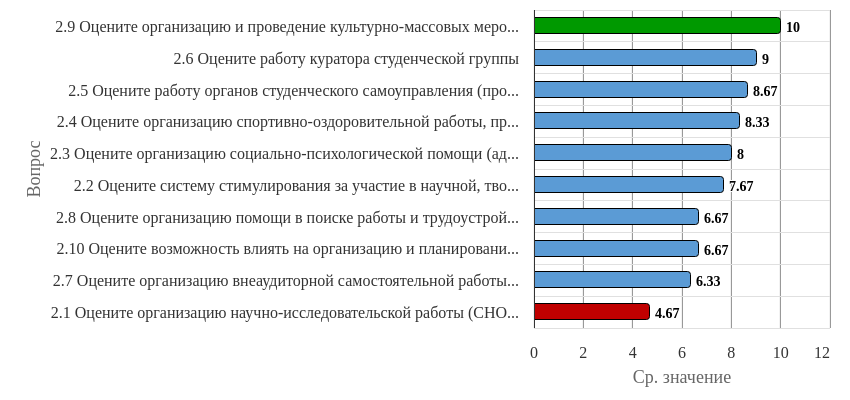 2.9 Оцените организацию и проведение культурно-массовых меро... 10
2.6 Оцените работу куратора студенческой группы 9
2.5 Оцените работу органов студенческого самоуправления (про... 8.67
2.4 Оцените организацию спортивно-оздоровительной работы, пр... 8.33
2.3 Оцените организацию социально-психологической помощи (ад... 8
2.2 Оцените систему стимулирования за участие в научной, тво... 7.67
2.8 Оцените организацию помощи в поиске работы и трудоустрой... 6.67
2.10 Оцените возможность влиять на организацию и планировани... 6.67
2.7 Оцените организацию внеаудиторной самостоятельной работы... 6.33
2.1 Оцените организацию научно-исследовательской работы (СНО... 4.67
Вопрос
0 2 4 6 8 10 12
Ср. значение